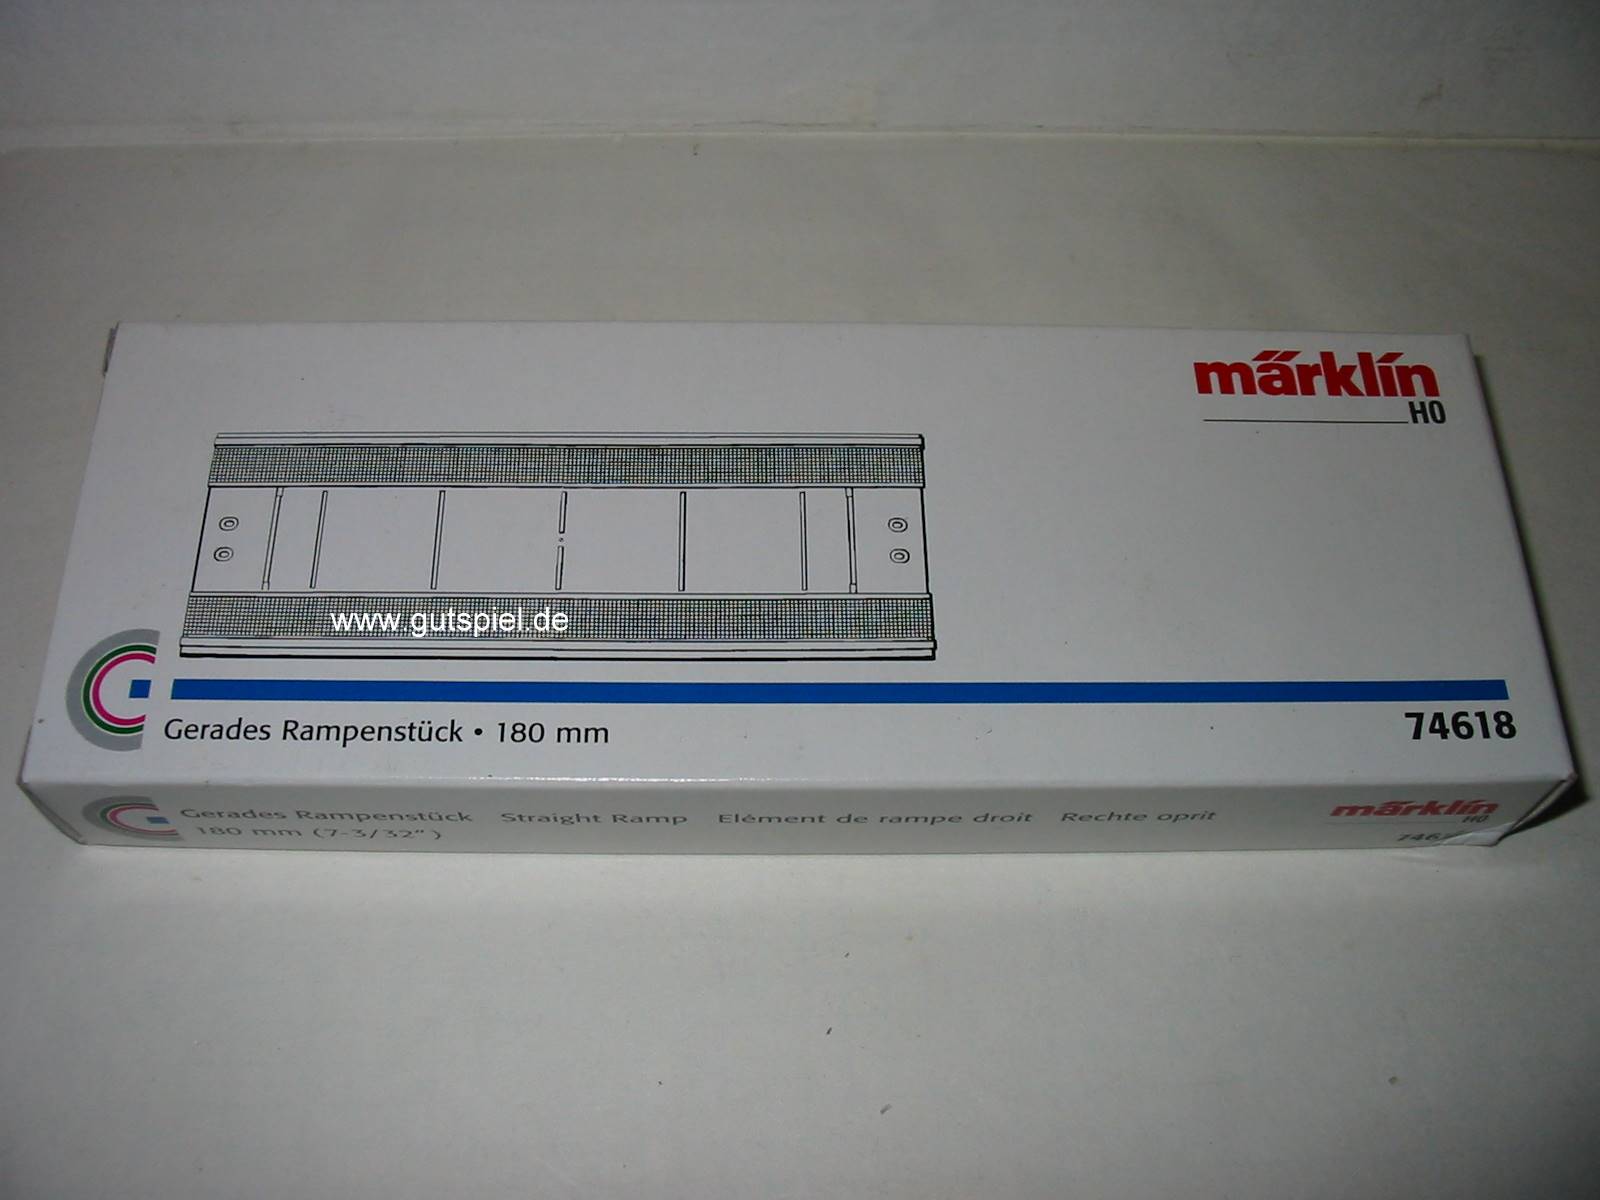 märklin
H0
www.gutspiel.de
Gerades Rampenstück • 180 mm
74618
Gerades Rampenstück Straight Ramp Elément de rampe droit Rechte oprit
180 mm (7-3/32")
märklin
H0